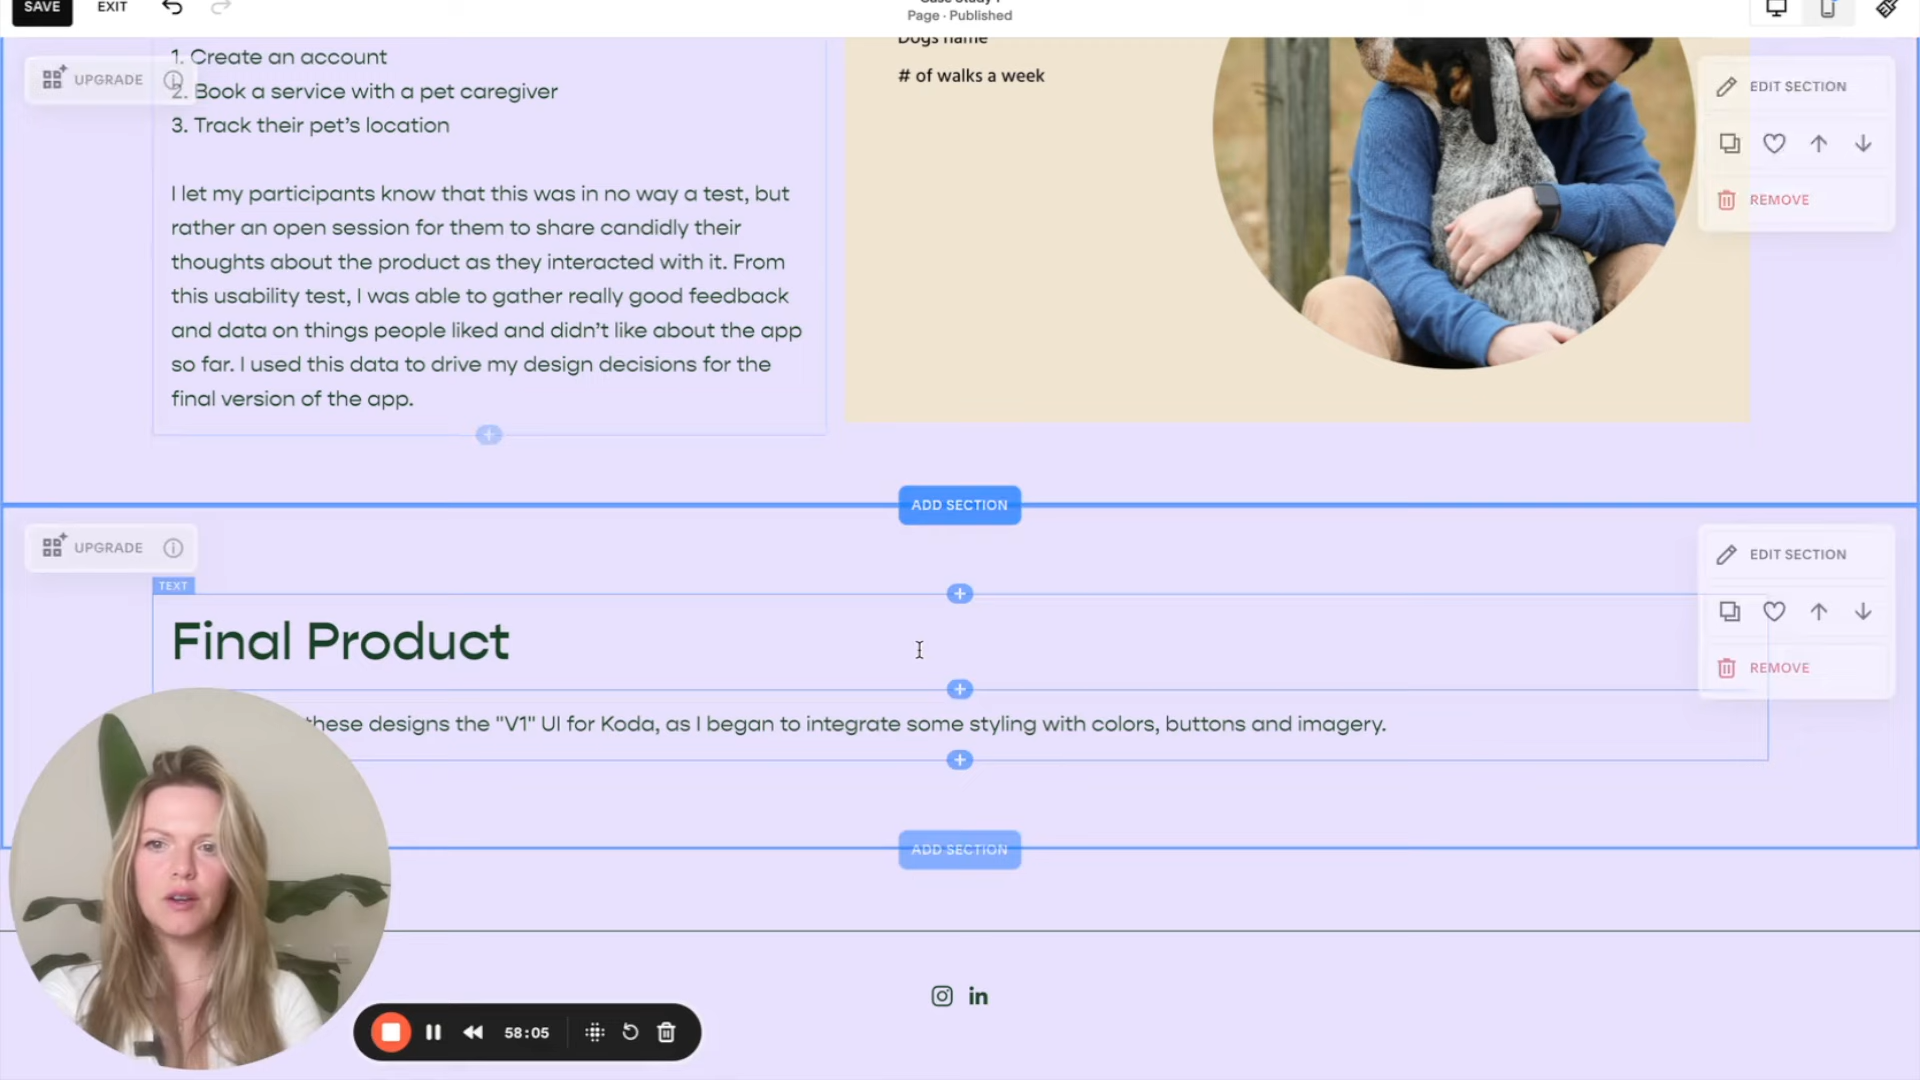 SAVE
EXIT
Page · Published
1. Create an account
2. Book a service with a pet caregiver
3. Track their pet's location
UPGRADE
Dogs name
# of walks a week
EDIT SECTION
REMOVE
I let my participants know that this was in no way a test, but
rather an open session for them to share candidly their
thoughts about the product as they interacted with it. From
this usability test, I was able to gather really good feedback
and data on things people liked and didn't like about the app
so far. I used this data to drive my design decisions for the
final version of the app.
ADD SECTION
UPGRADE
EDIT SECTION
REMOVE
TEXT
Final Product
these designs the "V1" UI for Koda, as I began to integrate some styling with colors, buttons and imagery.
ADD SECTION
in
58:05